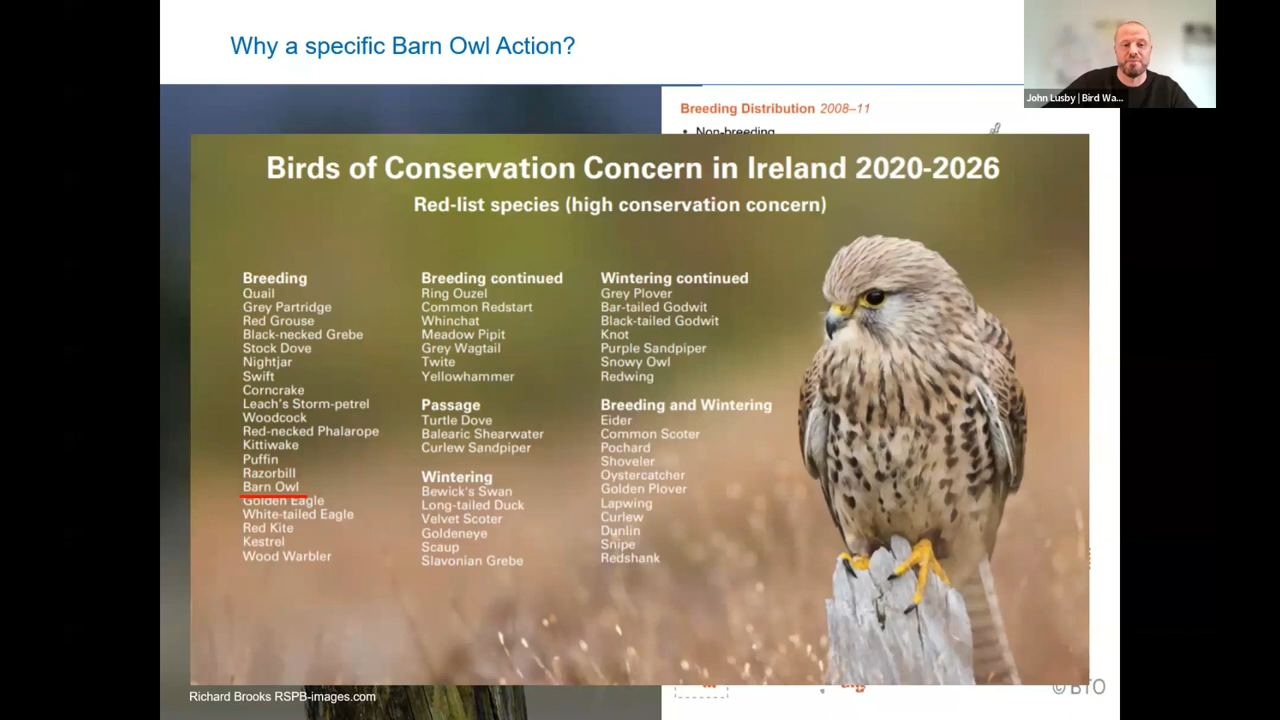 Why a specific Barn Owl Action?
John Lusby | Bird Wa...
Breeding Distribution 2008–11
• Non-breeding
Birds of Conservation Concern in Ireland 2020-2026
Red-list species (high conservation concern)
Breeding
Quail
Grey Partridge
Red Grouse
Black-necked Grebe
Stock Dove
Nightjar
Swift
Corncrake
Leach's Storm-petrel
Woodcock
Red-necked Phalarope
Kittiwake
Puffin
Razorbill
Barn Owl
Golden Eagle
White-tailed Eagle
Red Kite
Kestrel
Wood Warbler
Breeding continued
Ring Ouzel
Common Redstart
Whinchat
Meadow Pipit
Grey Wagtail
Twite
Yellowhammer
Passage
Turtle Dove
Balearic Shearwater
Curlew Sandpiper
Wintering
Bewick's Swan
Long-tailed Duck
Velvet Scoter
Goldeneye
Scaup
Slavonian Grebe
Wintering continued
Grey Plover
Bar-tailed Godwit
Black-tailed Godwit
Knot
Purple Sandpiper
Snowy Owl
Redwing
Breeding and Wintering
Eider
Common Scoter
Pochard
Shoveler
Oystercatcher
Golden Plover
Lapwing
Curlew
Dunlin
Snipe
Redshank
Richard Brooks RSPB-images.com
© BTO